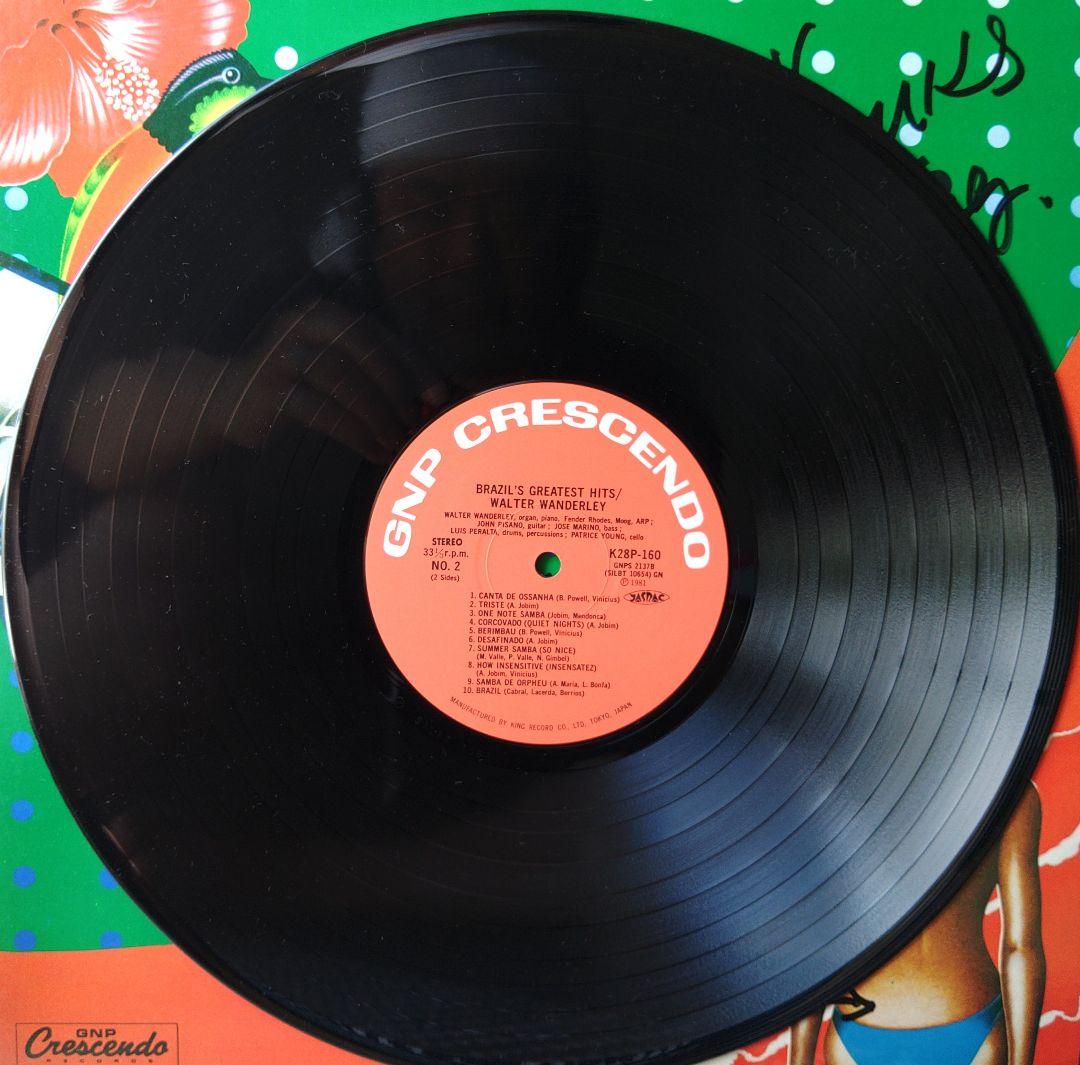 GNP CRESCENDO
BRAZIL'S GREATEST HITS/
WALTER WANDERLEY
WALTER WANDERLEY, organ, piano, Fender Rhodes, Moog, ARP ;
JOHN PISANO, guitar ; JOSE MARINO, bass ;
LUIS PERALTA, drums, percussions ; PATRICE YOUNG, cello
STEREO
33⅓r.p.m.
NO. 2
(2 Sides)
K28P-160
GNPS 2137B
(SILBT 10654) GN
Ⓟ 1981
JASRAC
1. CANTA DE OSSANHA (B. Powell, Vinicius)
2. TRISTE (A. Jobim)
3. ONE NOTE SAMBA (Jobim, Mendonca)
4. CORCOVADO (QUIET NIGHTS) (A. Jobim)
5. BERIMBAU (B. Powell, Vinicius)
6. DESAFINADO (A. Jobim)
7. SUMMER SAMBA (SO NICE)
(M. Valle, P. Valle, N. Gimbel)
8. HOW INSENSITIVE (INSENSATEZ)
(A. Jobim, Vinicius)
9. SAMBA DE ORPHEU (A. Maria, L. Bonfa)
10. BRAZIL (Cabral, Lacerda, Berrios)
MANUFACTURED BY KING RECORD CO., LTD, TOKYO, JAPAN
GNP
Crescendo
RECORDS